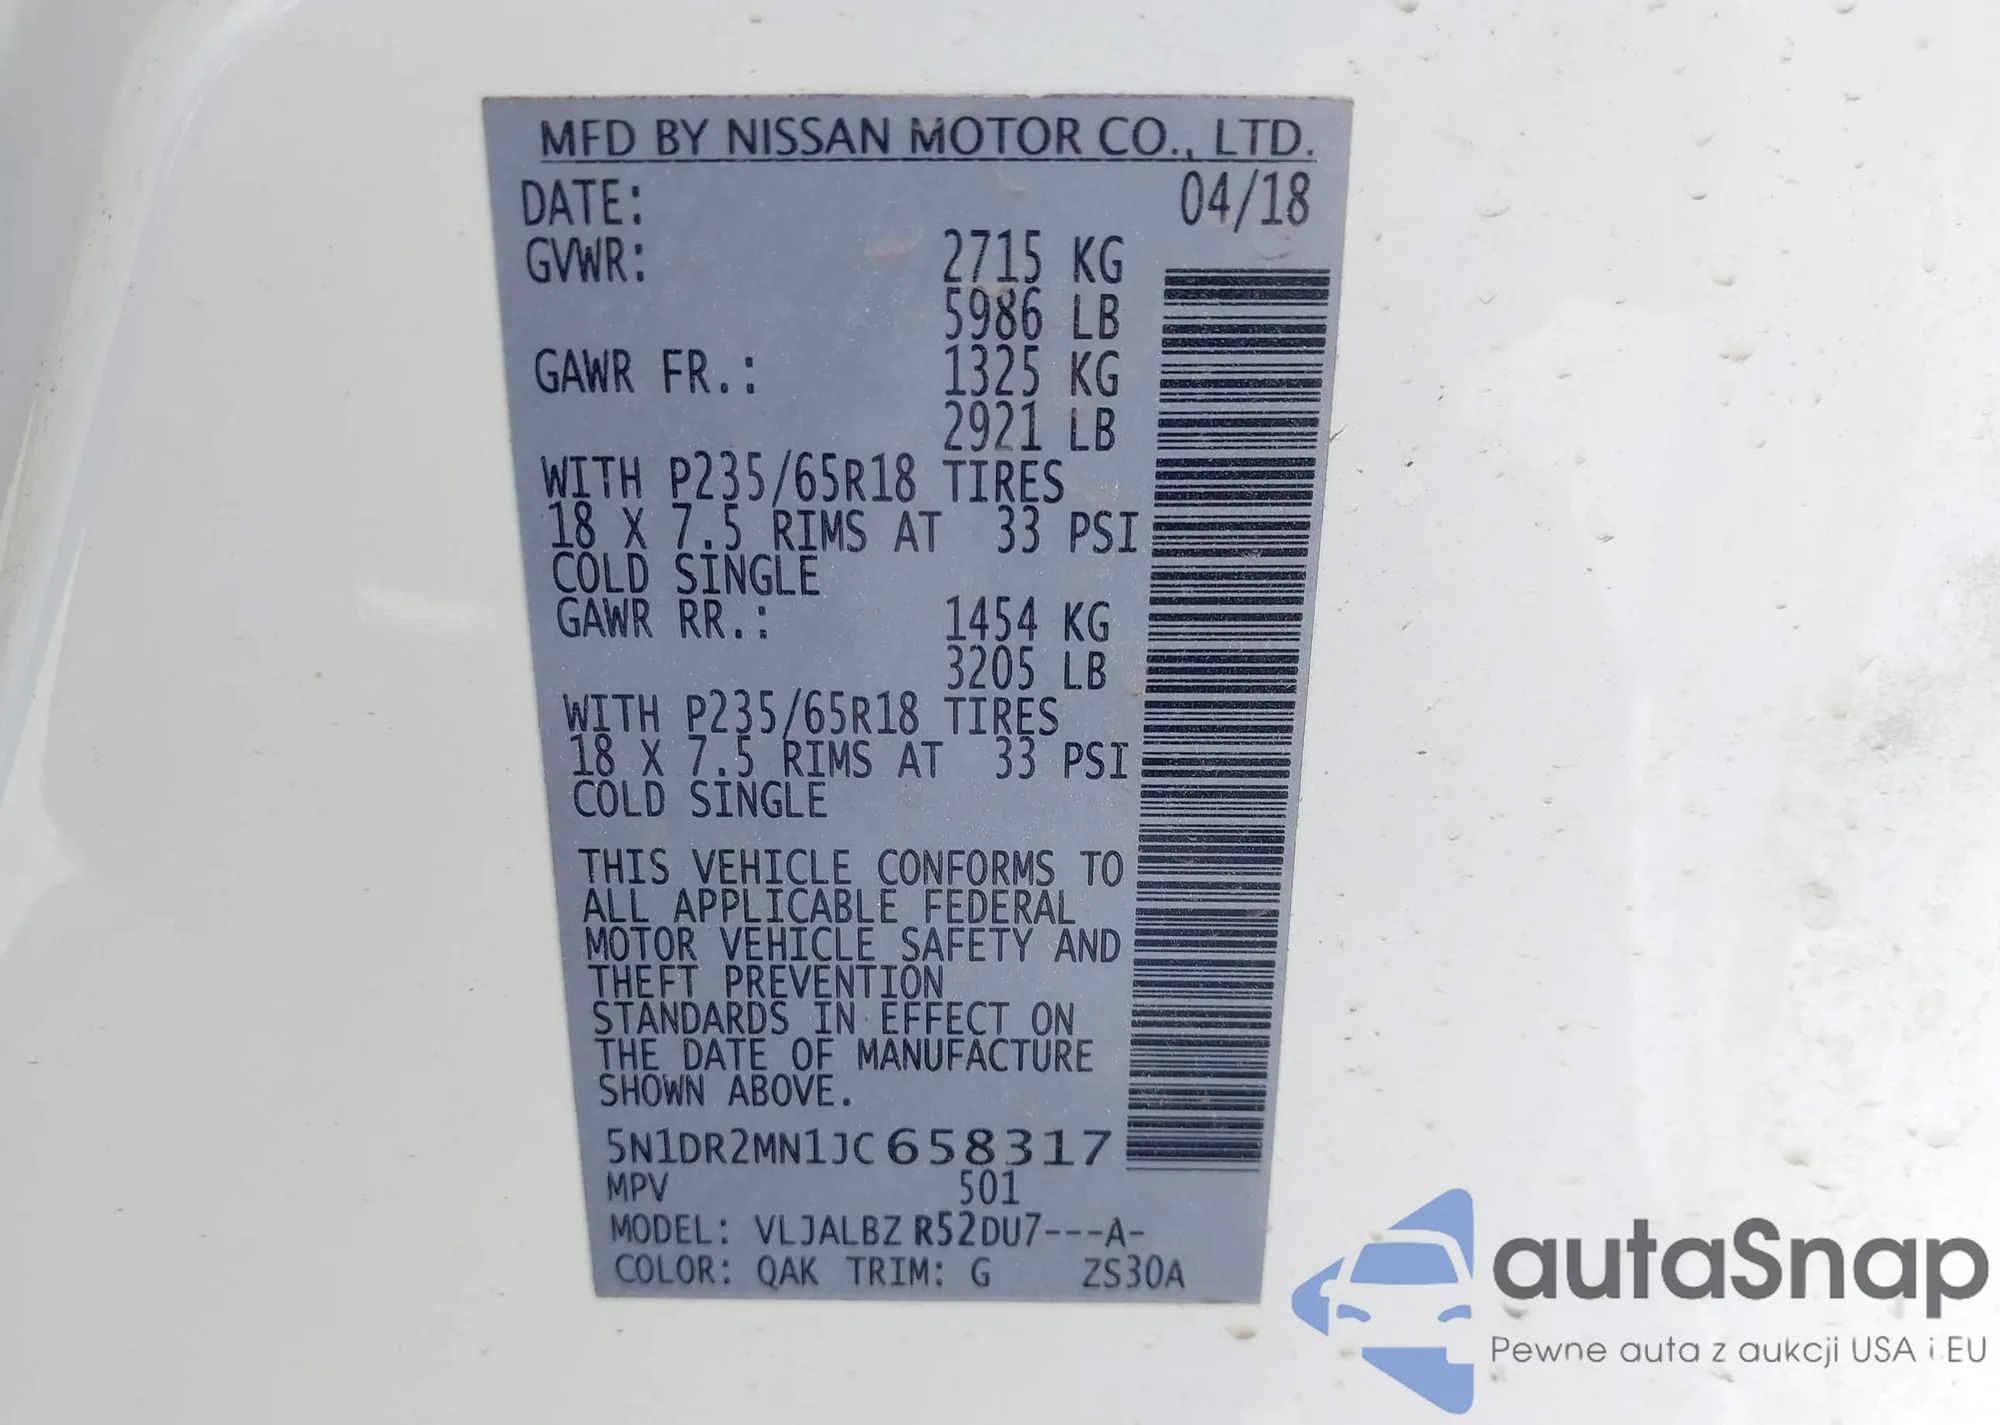 MFD BY NISSAN MOTOR CO., LTD.
DATE: 04/18
GVWR: 2715 KG
5986 LB
GAWR FR.: 1325 KG
2921 LB
WITH P235/65R18 TIRES
18 X 7.5 RIMS AT 33 PSI
COLD SINGLE
GAWR RR.: 1454 KG
3205 LB
WITH P235/65R18 TIRES
18 X 7.5 RIMS AT 33 PSI
COLD SINGLE
THIS VEHICLE CONFORMS TO
ALL APPLICABLE FEDERAL
MOTOR VEHICLE SAFETY AND
THEFT PREVENTION
STANDARDS IN EFFECT ON
THE DATE OF MANUFACTURE
SHOWN ABOVE.
5N1DR2MN1JC658317
MPV 501
MODEL: VLJALBZ R52DU7---A-
COLOR: QAK TRIM: G ZS30A
autaSnap
Pewne auta z aukcji USA i EU